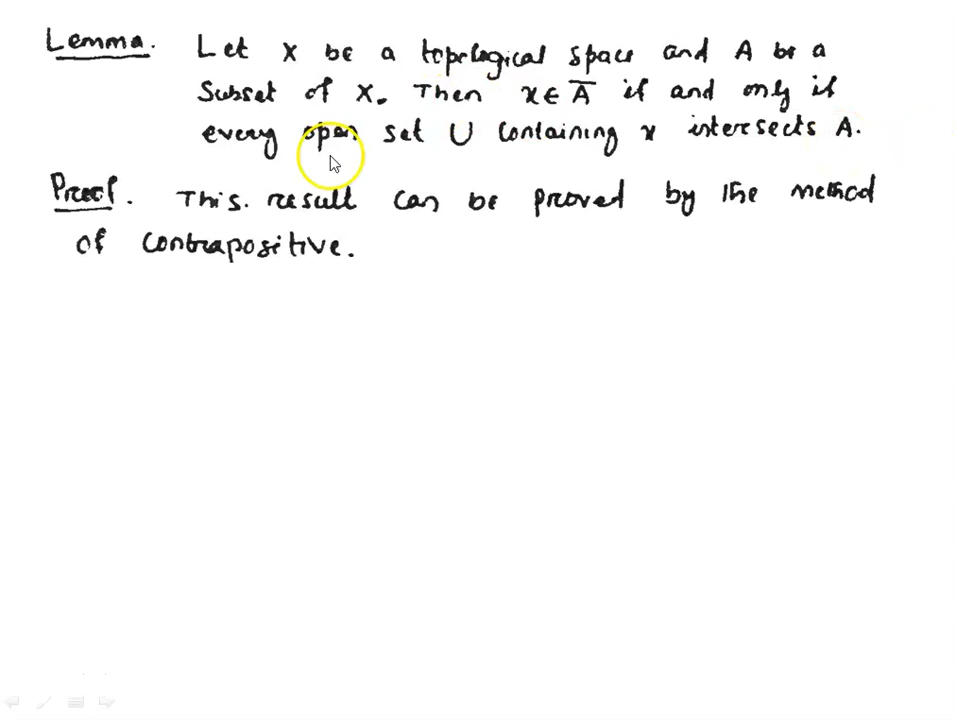 Lemma. Let X be a topological space and A be a
Subset of X. Then x ∈ A̅ if and only if
every open set U containing x intersects A.
Proof. This result can be proved by the method
of contrapositive.